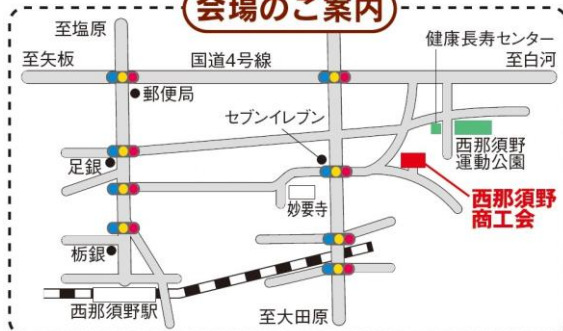 会場のご案内
至塩原
健康長寿センター
至矢板
国道4号線
至白河
郵便局
セブンイレブン
足銀
西那須野
運動公園
妙要寺
西那須野
商工会
栃銀
西那須野駅
至大田原